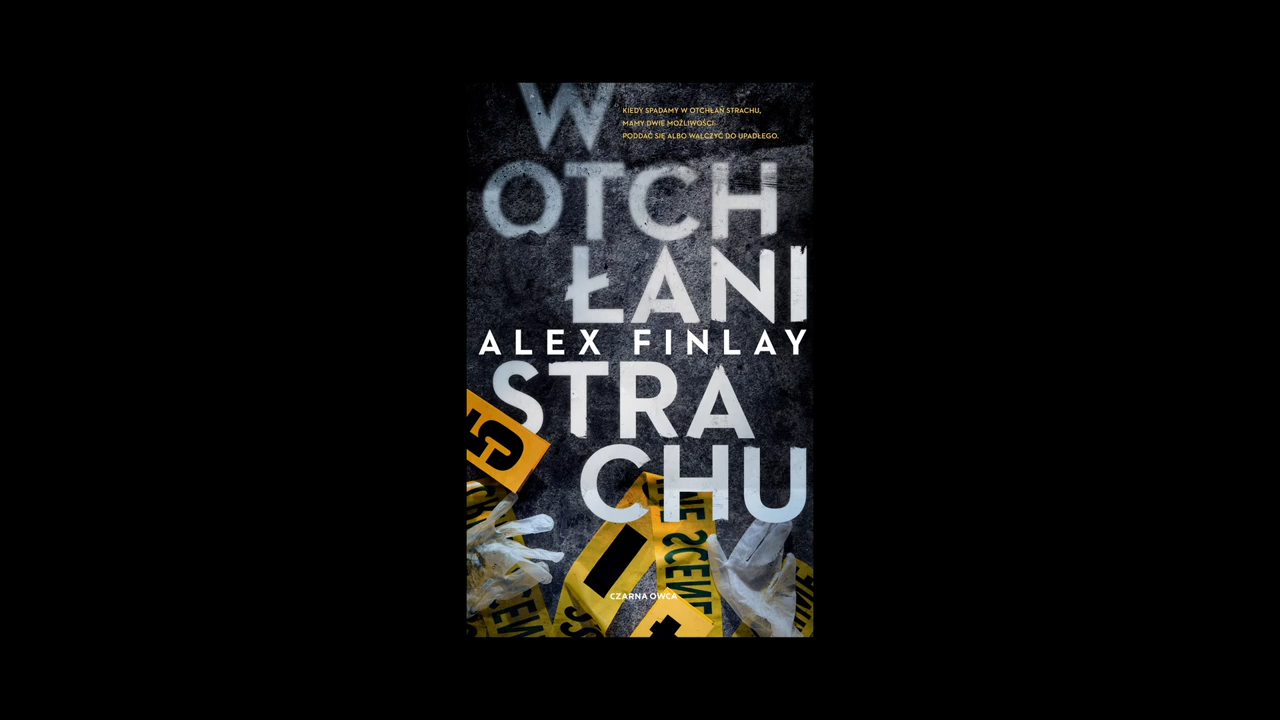 W
KIEDY SPADAMY W OTCHŁAŃ STRACHU,
MAMY DWIE MOŻLIWOŚCI:
PODDAĆ SIĘ ALBO WALCZYĆ DO UPADŁEGO.
OTCH
ŁANI
ALEX FINLAY
STRA
CHU
5
SCENE
CZARNA OWCA